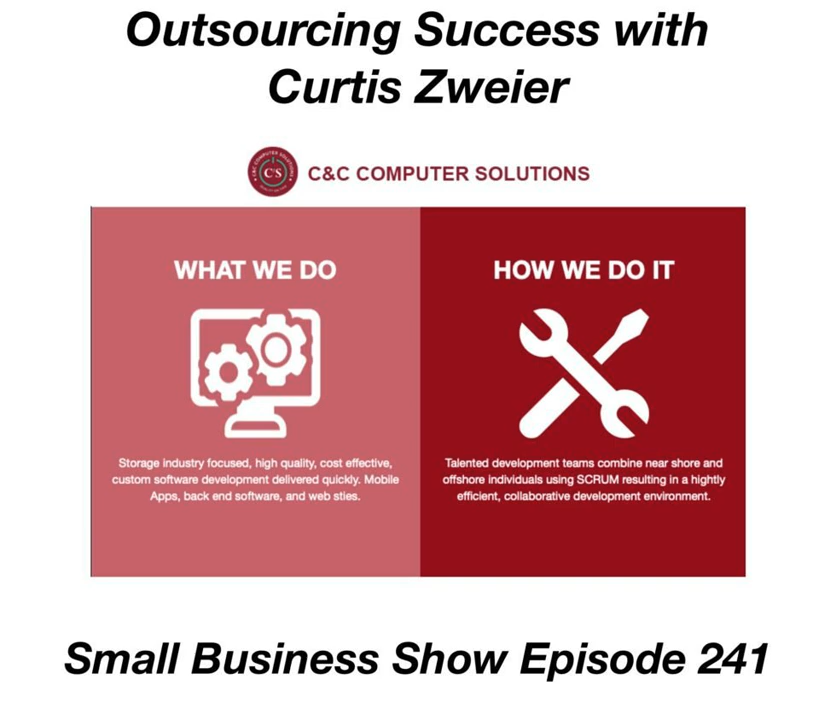 Outsourcing Success with
Curtis Zweier
C&C COMPUTER SOLUTIONS
C&C COMPUTER SOLUTIONS
WHAT WE DO
HOW WE DO IT
Storage industry focused, high quality, cost effective,
custom software development delivered quickly. Mobile
Apps, back end software, and web sties.
Talented development teams combine near shore and
offshore individuals using SCRUM resulting in a hightly
efficient, collaborative development environment.
Small Business Show Episode 241